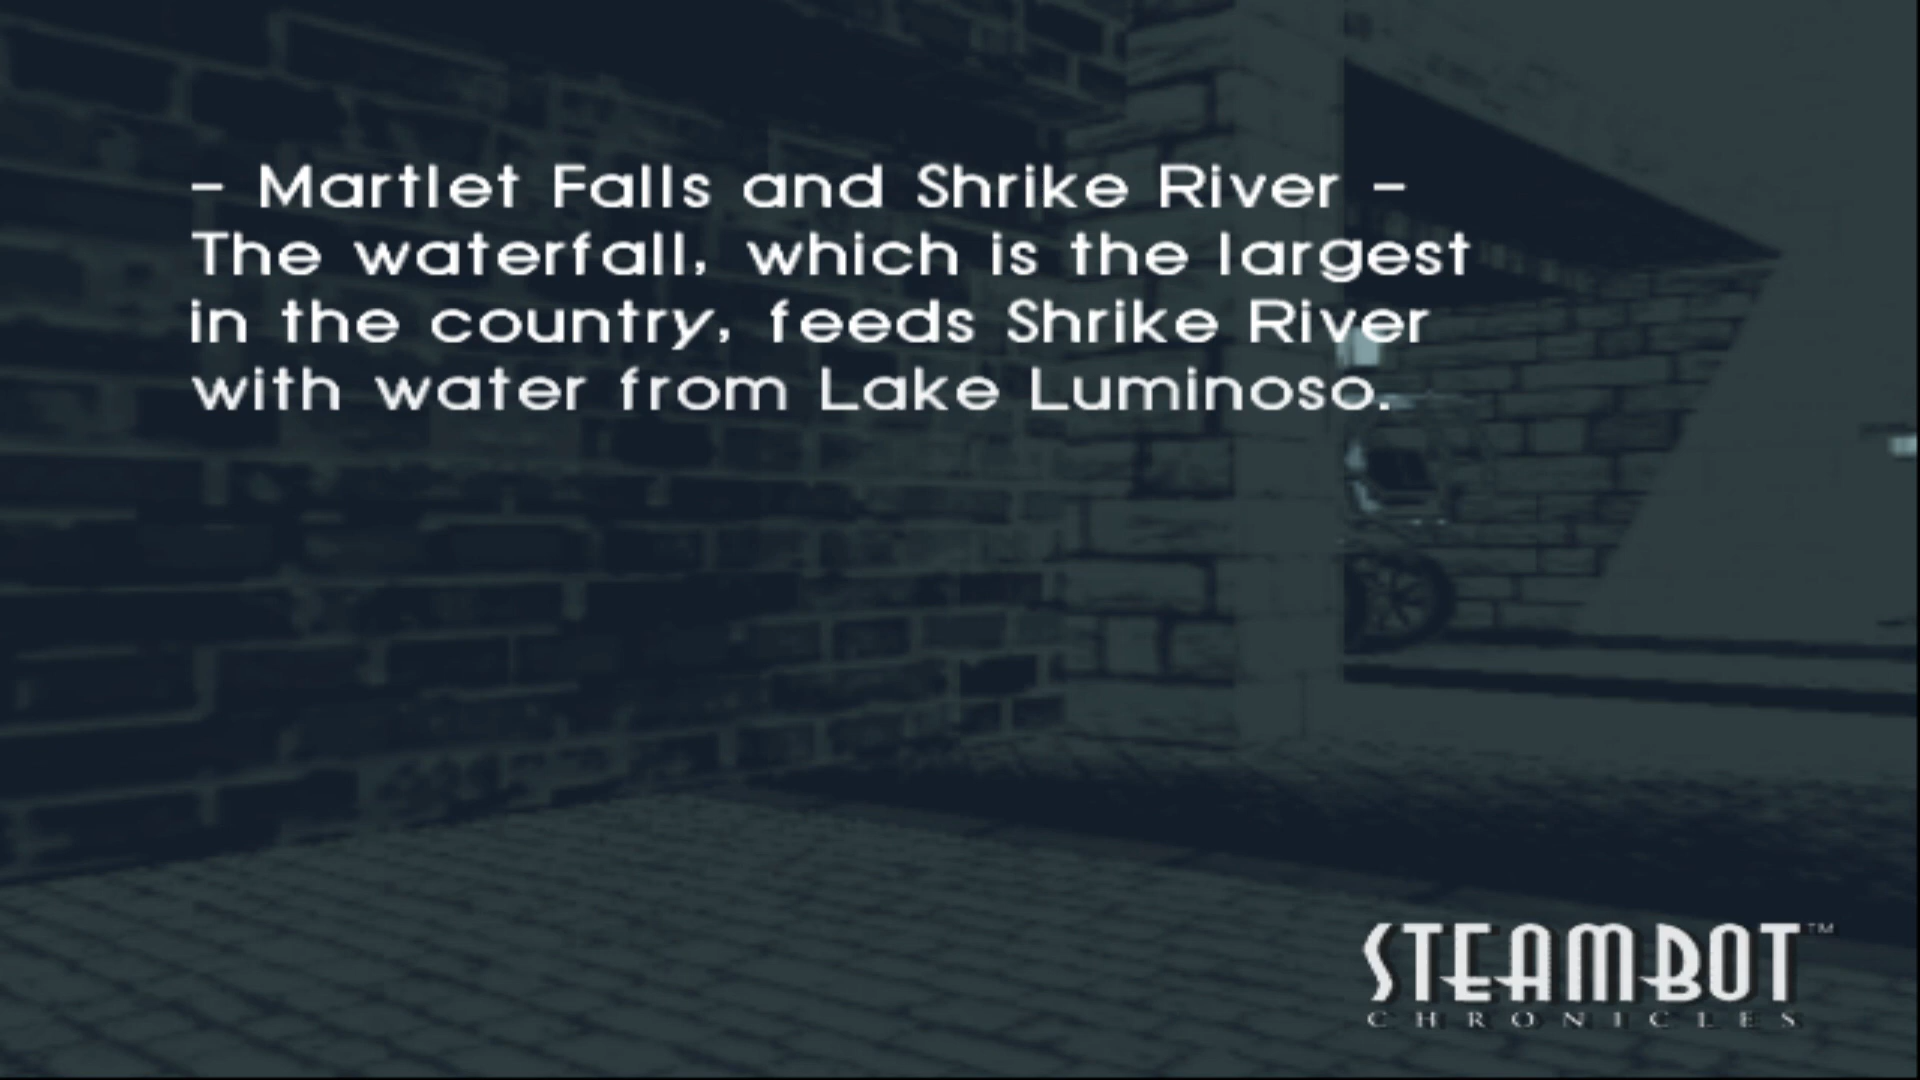 – Martlet Falls and Shrike River –
The waterfall, which is the largest
in the country, feeds Shrike River
with water from Lake Luminoso.
STEAMBOT™
CHRONICLES